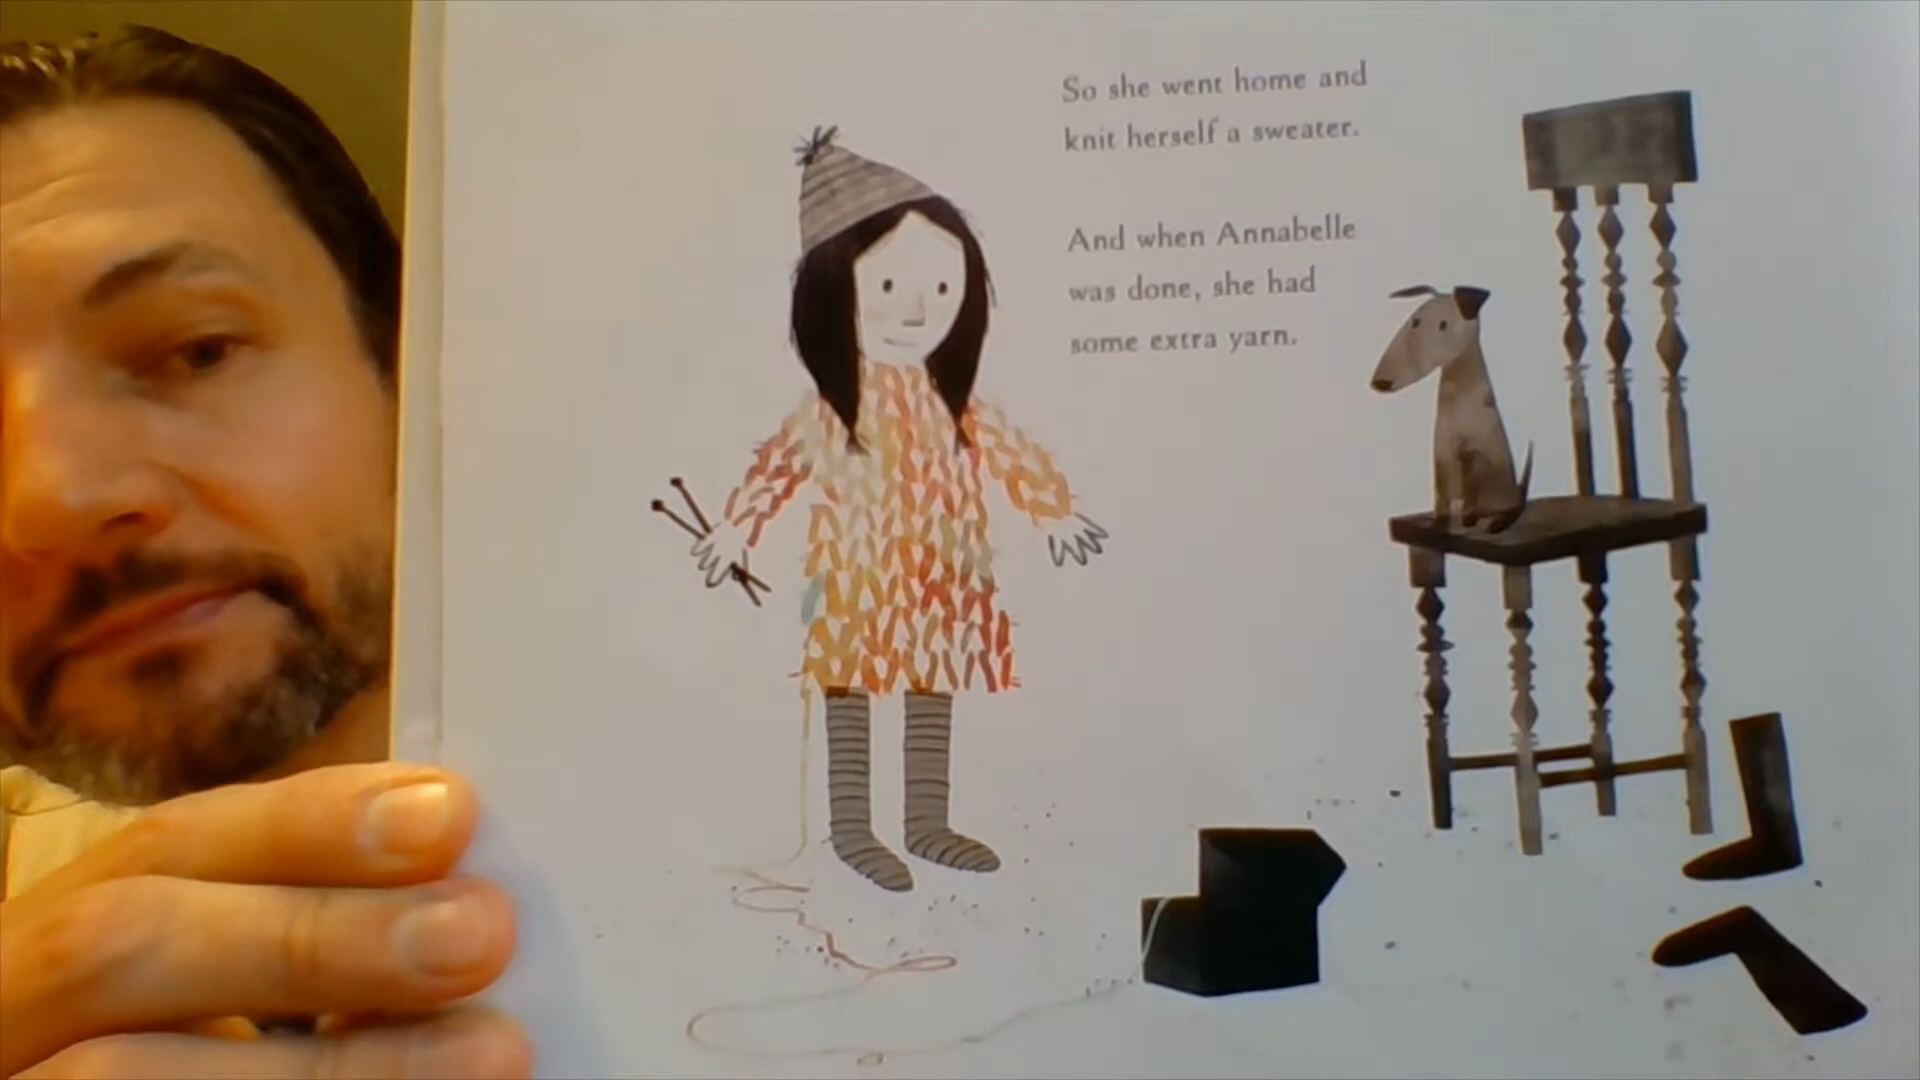 So she went home and
knit herself a sweater.
And when Annabelle
was done, she had
some extra yarn.